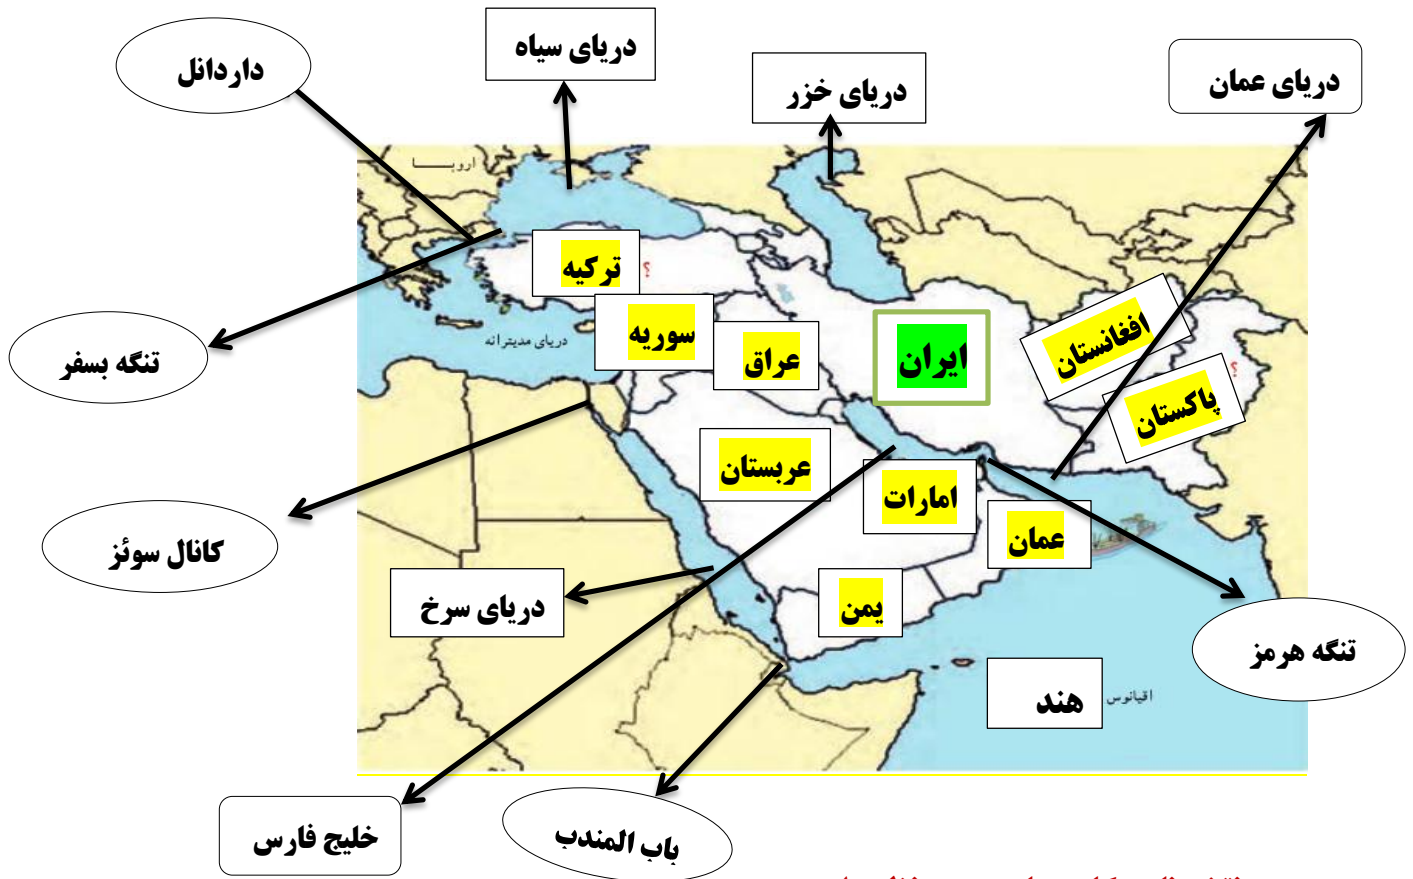 دریای سیاه
داردانل
دریای خزر
دریای عمان
اروپــــــا
ترکیه
؟
تنگه بسفر
دریای مدیترانه
سوریه
عراق
ایران
افغانستان
پاکستان
؟
عربستان
امارات
عمان
کانال سوئز
دریای سرخ
یمن
تنگه هرمز
اقیانوس
هند
خلیج فارس
باب المندب